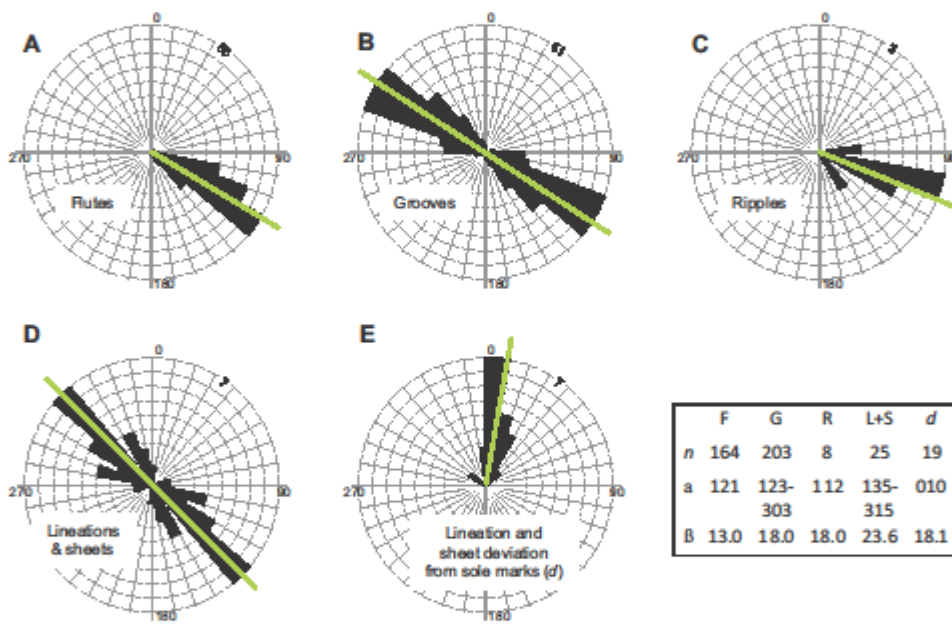 A
0
270
90
180
Flutes
B
0
270
90
180
Grooves
C
0
270
90
180
Ripples
D
0
270
90
180
Lineations
& sheets
E
0
270
90
180
Lineation and
sheet deviation
from sole marks (d)
F G R L+S d
n 164 203 8 25 19
a 121 123- 112 135- 010
303 315
ß 13.0 18.0 18.0 23.6 18.1